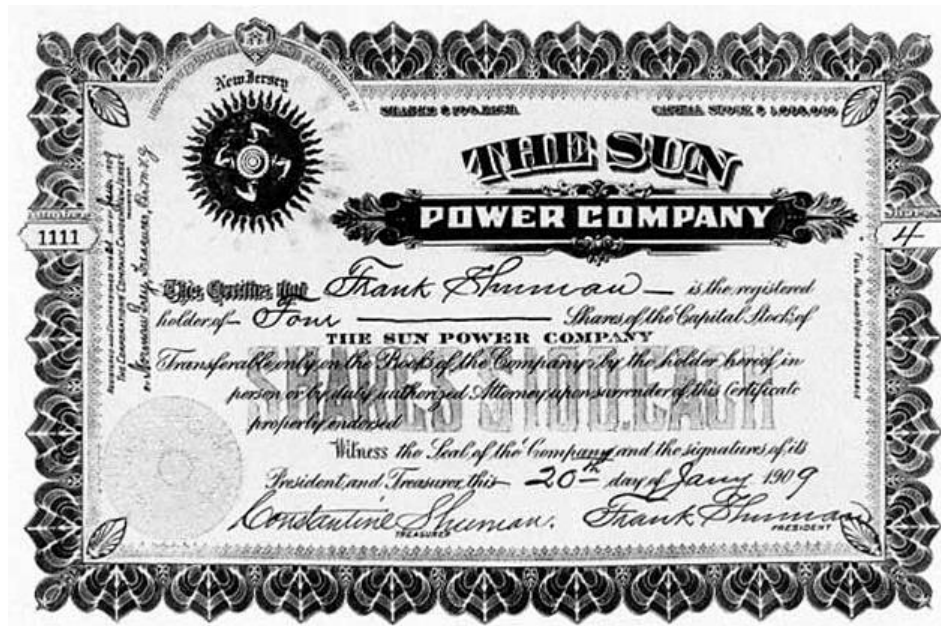 New Jersey
SHARES $100 EACH
CAPITAL STOCK $ 1,000,000
THE SUN
POWER COMPANY
1111
4
This Certifies that Frank Shuman is the registered
holder of Four Shares of the Capital Stock of
THE SUN POWER COMPANY
Transferable only on the Books of the Company by the holder hereof in
person or by duly authorized Attorney upon surrender of this Certificate
properly endorsed
SHARES $100 EACH
Witness the Seal of the Company and the signatures of its
President and Treasurer this 20th day of Jany 1909
Constantine Shuman. Frank Shuman
TREASURER PRESIDENT